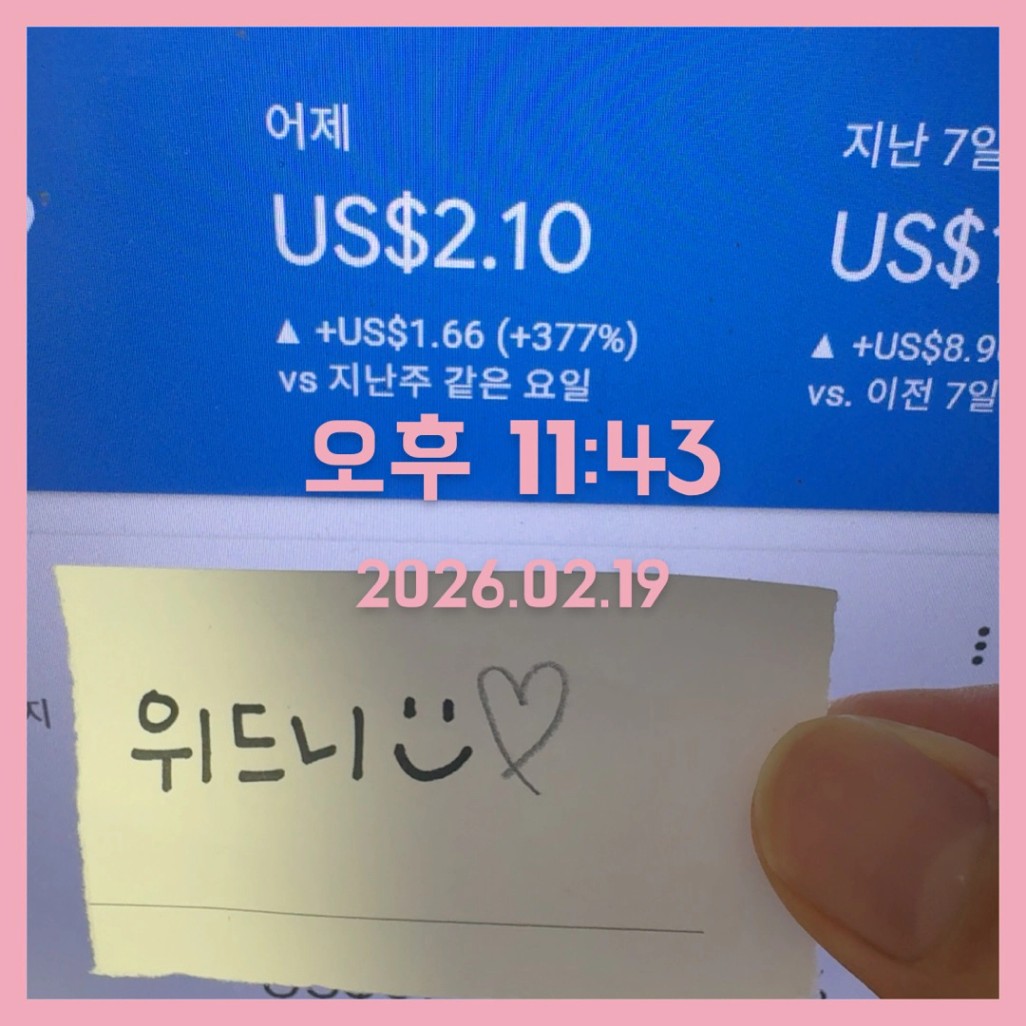 어제
US$2.10
▲ +US$1.66 (+377%)
vs 지난주 같은 요일
지난 7일
US$
▲ +US$8.9
vs. 이전 7일
오후 11:43
2026.02.19
위드니